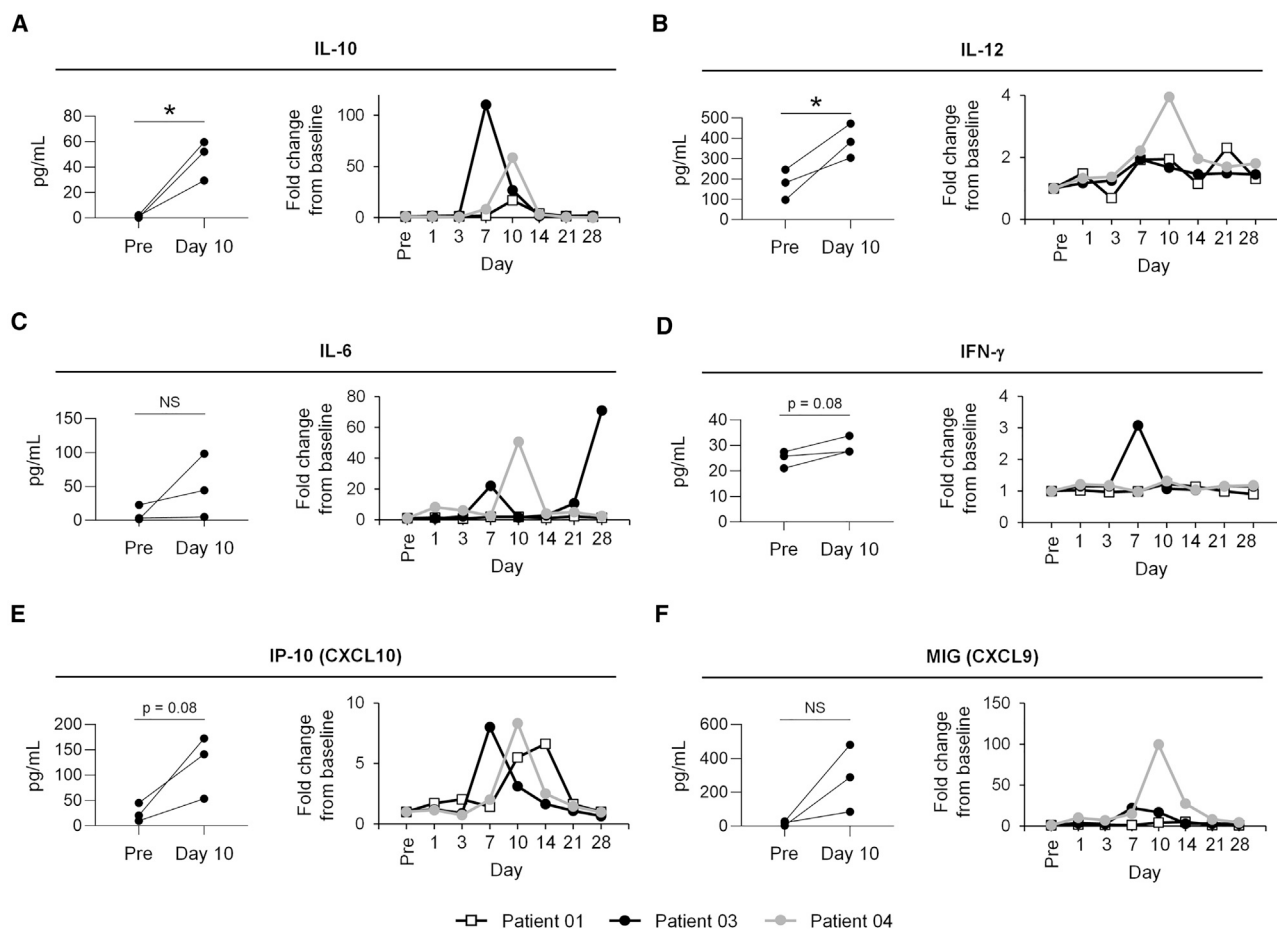 A
IL-10
pg/mL
80
60
40
20
0
*
Pre
Day 10
Fold change
from baseline
100
50
0
Pre
1
3
7
10
14
21
28
Day
B
IL-12
pg/mL
500
400
300
200
100
0
*
Pre
Day 10
Fold change
from baseline
4
2
0
Pre
1
3
7
10
14
21
28
Day
C
IL-6
pg/mL
150
100
50
0
NS
Pre
Day 10
Fold change
from baseline
80
60
40
20
0
Pre
1
3
7
10
14
21
28
Day
D
IFN-γ
pg/mL
40
30
20
10
0
p = 0.08
Pre
Day 10
Fold change
from baseline
4
3
2
1
0
Pre
1
3
7
10
14
21
28
Day
E
IP-10 (CXCL10)
pg/mL
200
150
100
50
0
p = 0.08
Pre
Day 10
Fold change
from baseline
10
5
0
Pre
1
3
7
10
14
21
28
Day
F
MIG (CXCL9)
pg/mL
600
400
200
0
NS
Pre
Day 10
Fold change
from baseline
150
100
50
0
Pre
1
3
7
10
14
21
28
Day
Patient 01
Patient 03
Patient 04